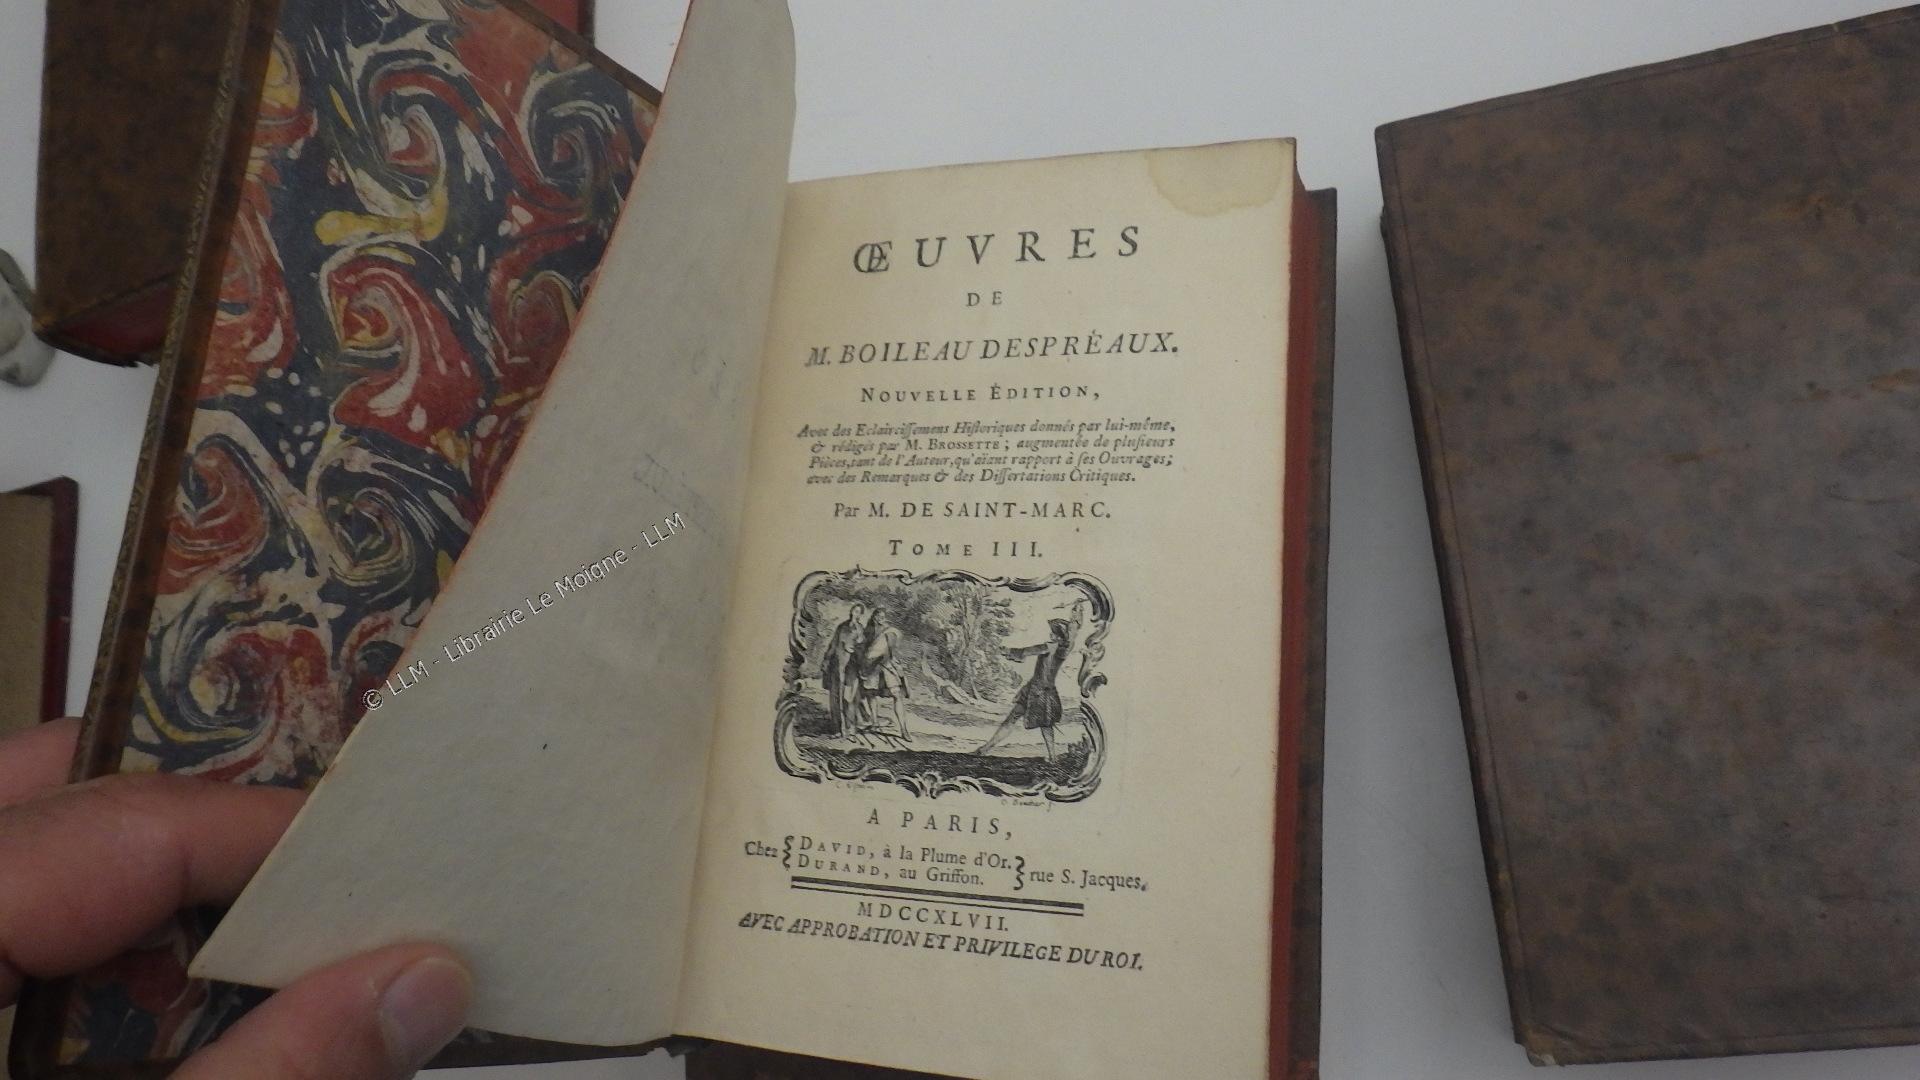 ŒUVRES
DE
M. BOILEAU DESPRÉAUX.
NOUVELLE ÉDITION,
Avec des Eclairciſſemens Hiſtoriques donnés par lui-même,
& rédigés par M. BROSSETTE; augmentée de pluſieurs
Pièces, tant de l'Auteur, qu'aïant rapport à ſes Ouvrages;
avec des Remarques & des Diſſertations Critiques.
Par M. DE SAINT-MARC.
TOME III.
A PARIS,
Chez { DAVID, à la Plume d'Or.
DURAND, au Griffon. } rue S. Jacques.
MDCCXLVII.
AVEC APPROBATION ET PRIVILEGE DU ROI.
© LLM - Librairie Le Moigne - LLM